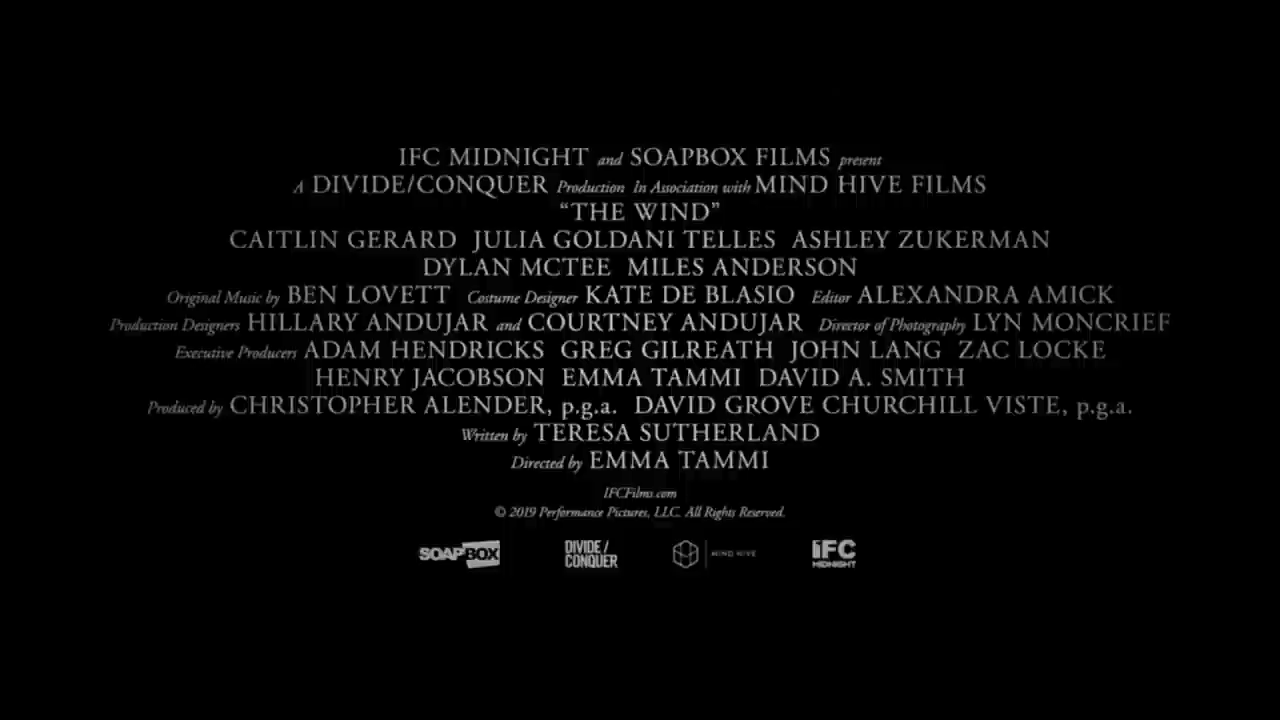 IFC MIDNIGHT and SOAPBOX FILMS present
A DIVIDE/CONQUER Production In Association with MIND HIVE FILMS
“THE WIND”
CAITLIN GERARD JULIA GOLDANI TELLES ASHLEY ZUKERMAN
DYLAN MCTEE MILES ANDERSON
Original Music by BEN LOVETT Costume Designer KATE DE BLASIO Editor ALEXANDRA AMICK
Production Designers HILLARY ANDUJAR and COURTNEY ANDUJAR Director of Photography LYN MONCRIEF
Executive Producers ADAM HENDRICKS GREG GILREATH JOHN LANG ZAC LOCKE
HENRY JACOBSON EMMA TAMMI DAVID A. SMITH
Produced by CHRISTOPHER ALENDER, p.g.a. DAVID GROVE CHURCHILL VISTE, p.g.a.
Written by TERESA SUTHERLAND
Directed by EMMA TAMMI
IFCFilms.com
© 2019 Performance Pictures, LLC. All Rights Reserved.
SOAPBOX DIVIDE / CONQUER MIND HIVE IFC MIDNIGHT